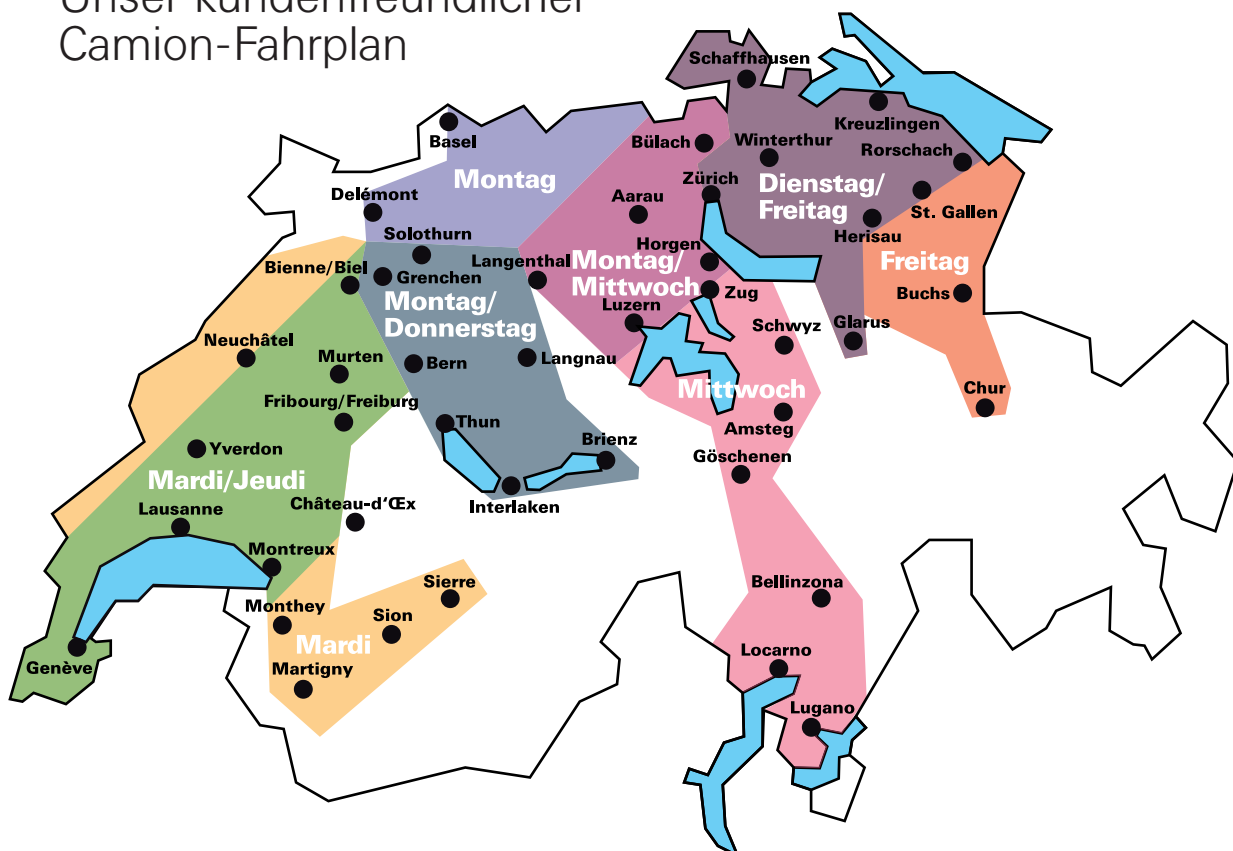 Unser kundenfreundlicher
Camion-Fahrplan
Schaffhausen
Kreuzlingen
Basel
Bülach
Winterthur
Rorschach
Montag
Zürich
Dienstag/
Freitag
Delémont
Aarau
St. Gallen
Solothurn
Herisau
Horgen
Bienne/Biel
Grenchen
Langenthal
Montag/
Mittwoch
Freitag
Montag/
Donnerstag
Zug
Buchs
Luzern
Schwyz
Glarus
Neuchâtel
Murten
Bern
Langnau
Mittwoch
Chur
Fribourg/Freiburg
Thun
Amsteg
Yverdon
Brienz
Göschenen
Mardi/Jeudi
Château-d‘Œx
Interlaken
Lausanne
Montreux
Sierre
Bellinzona
Monthey
Sion
Mardi
Genève
Martigny
Locarno
Lugano